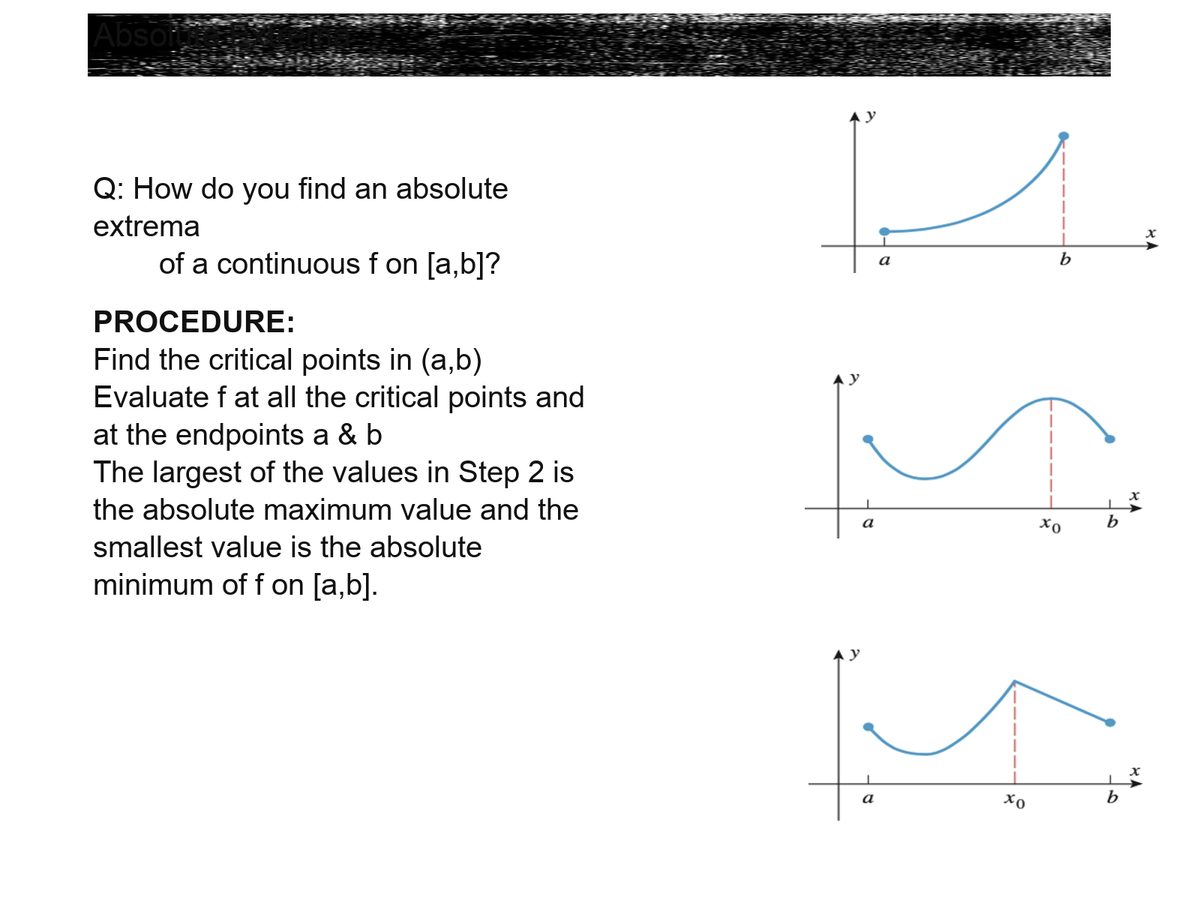 Q: How do you find an absolute
extrema
of a continuous f on [a,b]?
PROCEDURE:
Find the critical points in (a,b)
Evaluate f at all the critical points and
at the endpoints a & b
The largest of the values in Step 2 is
the absolute maximum value and the
smallest value is the absolute
minimum of f on [a,b].
y
x
a b
y
x
a x₀ b
y
x
a x₀ b